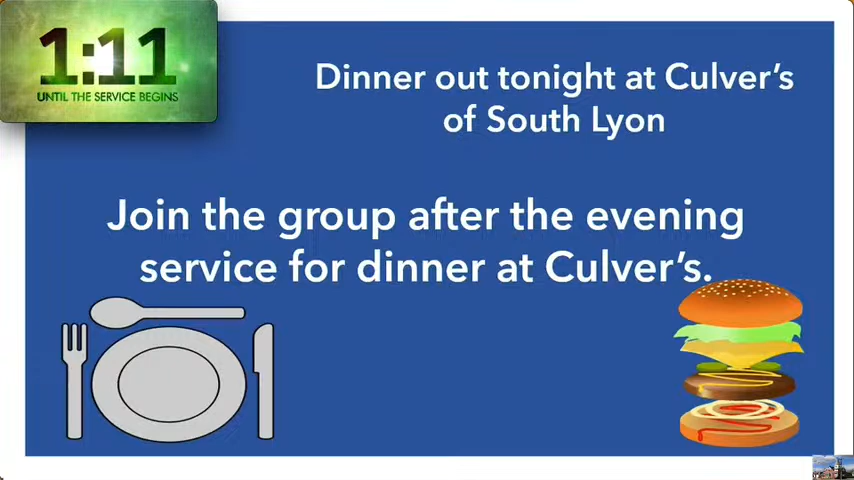 1:11
UNTIL THE SERVICE BEGINS
Dinner out tonight at Culver’s
of South Lyon
Join the group after the evening
service for dinner at Culver’s.